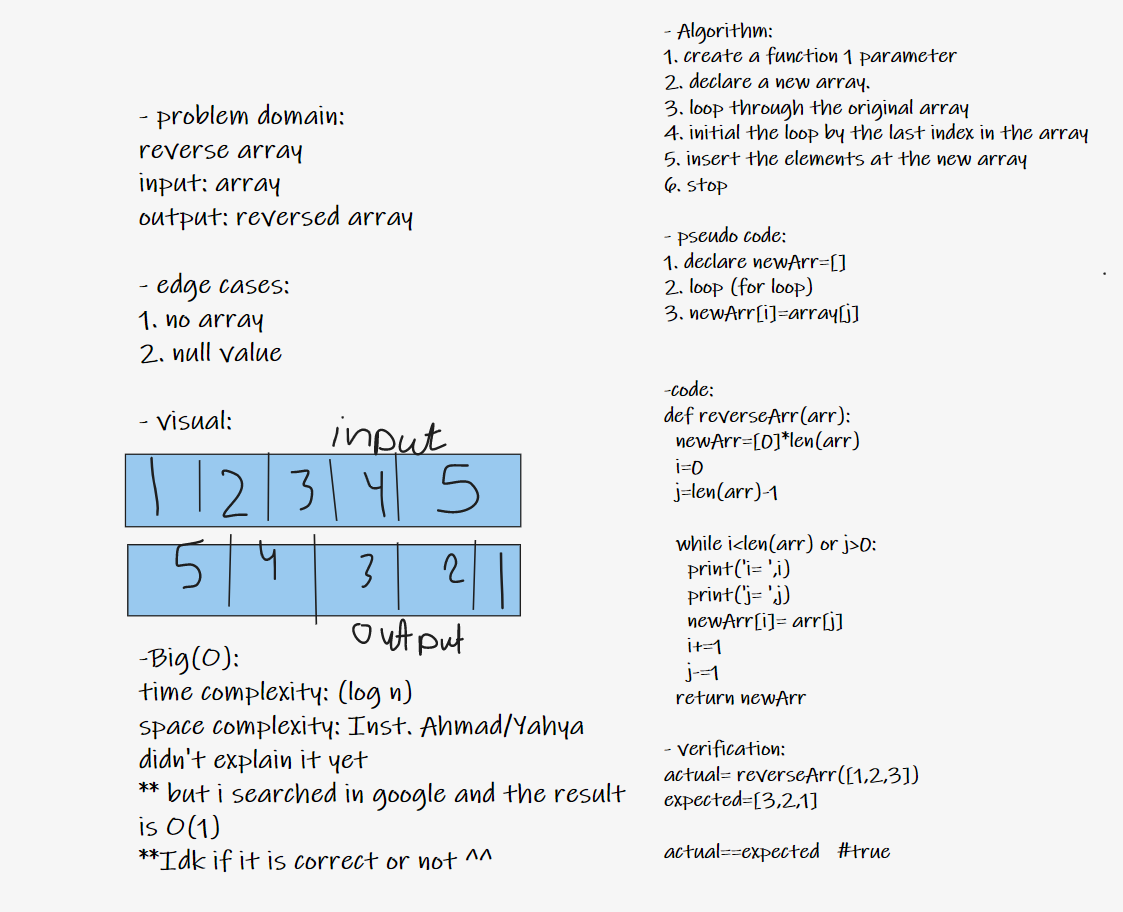 - problem domain:
reverse array
input: array
output: reversed array
- edge cases:
1. no array
2. null value
- visual:
input
1 2 3 4 5
5 4 3 2 1
output
-Big(O):
time complexity: (log n)
space complexity: Inst. Ahmad/Yahya
didn't explain it yet
** but i searched in google and the result
is O(1)
**Idk if it is correct or not ^^
- Algorithm:
1. create a function 1 parameter
2. declare a new array.
3. loop through the original array
4. initial the loop by the last index in the array
5. insert the elements at the new array
6. stop
- pseudo code:
1. declare newArr=[]
2. loop (for loop)
3. newArr[i]=array[j]
-code:
def reverseArr(arr):
newArr=[0]*len(arr)
i=0
j=len(arr)-1
while i<len(arr) or j>0:
print('i= ',i)
print('j= ',j)
newArr[i]= arr[j]
i+=1
j-=1
return newArr
- verification:
actual= reverseArr([1,2,3])
expected=[3,2,1]
actual==expected #true